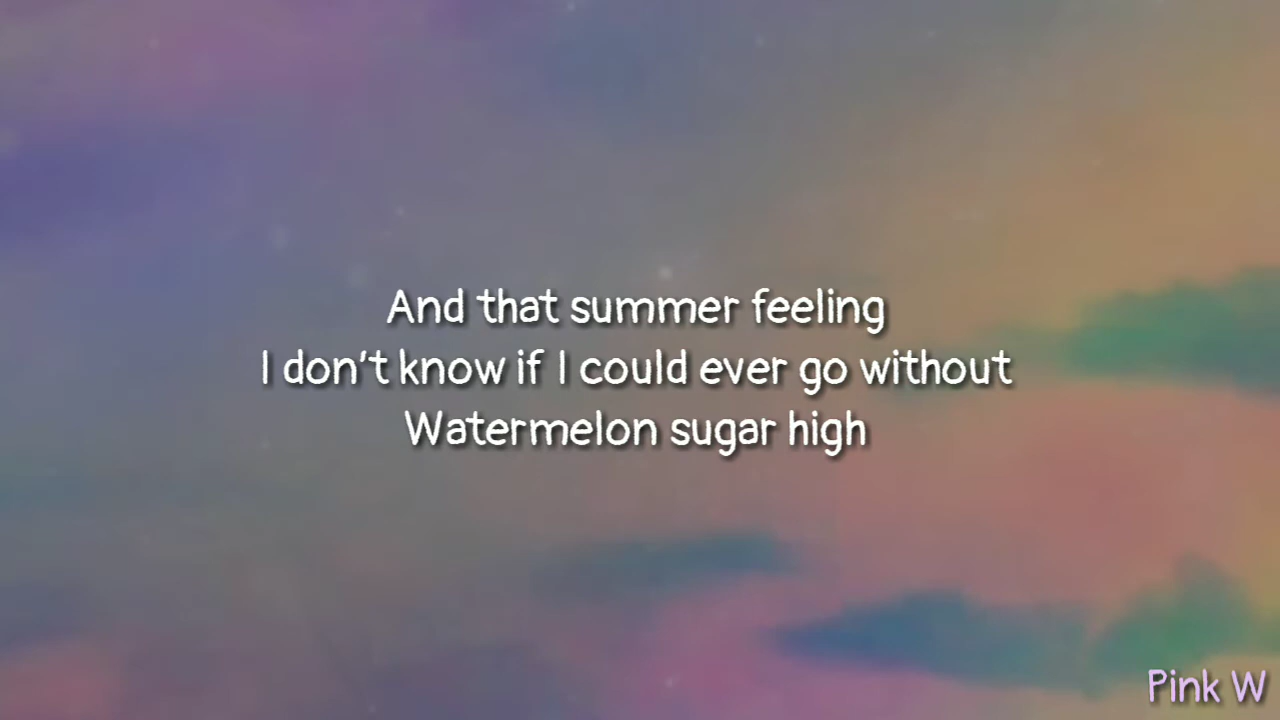 And that summer feeling
I don't know if I could ever go without
Watermelon sugar high
Pink W